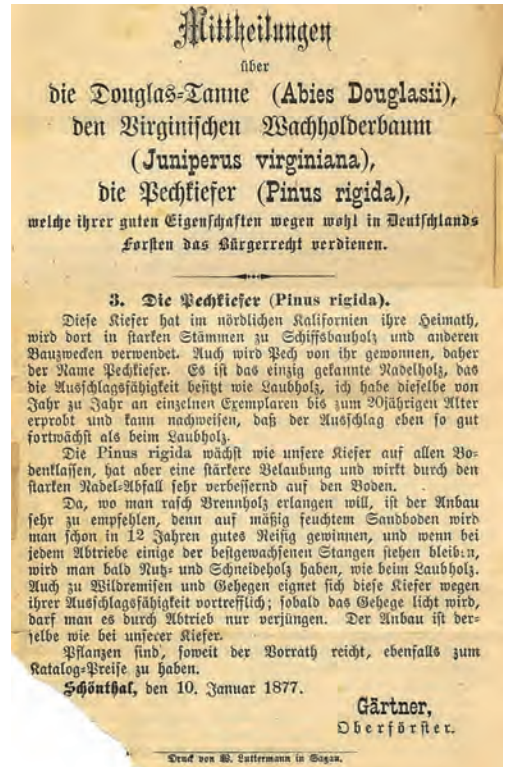 Mittheilungen
über
die Douglas-Tanne (Abies Douglasii),
den Virginischen Wachholderbaum
(Juniperus virginiana),
die Pechkiefer (Pinus rigida),
welche ihrer guten Eigenschaften wegen wohl in Deutschlands
Forsten das Bürgerrecht verdienen.
3. Die Pechkiefer (Pinus rigida).
Diese Kiefer hat im nördlichen Kalifornien ihre Heimath,
wird dort in starken Stämmen zu Schiffsbauholz und anderen
Bauzwecken verwendet. Auch wird Pech von ihr gewonnen, daher
der Name Pechkiefer. Es ist das einzig gekannte Nadelholz, das
die Ausschlagsfähigkeit besitzt wie Laubholz, ich habe dieselbe von
Jahr zu Jahr an einzelnen Exemplaren bis zum 20jährigen Alter
erprobt und kann nachweisen, daß der Ausschlag eben so gut
fortwächst als beim Laubholz.
Die Pinus rigida wächst wie unsere Kiefer auf allen Bo-
denklassen, hat aber eine stärkere Belaubung und wirkt durch den
starken Nadel-Abfall sehr verbessernd auf den Boden.
Da, wo man rasch Brennholz erlangen will, ist der Anbau
sehr zu empfehlen, denn auf mäßig feuchtem Sandboden wird
man schon in 12 Jahren gutes Reisig gewinnen, und wenn bei
jedem Abtriebe einige der bestgewachsenen Stangen stehen bleiben,
wird man bald Nutz- und Schneideholz haben, wie beim Laubholz.
Auch zu Wildremisen und Gehegen eignet sich diese Kiefer wegen
ihrer Ausschlagsfähigkeit vortrefflich; sobald das Gehege licht wird,
darf man es durch Abtrieb nur verjüngen. Der Anbau ist der-
selbe wie bei unserer Kiefer.
Pflanzen sind, soweit der Vorrath reicht, ebenfalls zum
Katalog-Preise zu haben.
Schönthal, den 10. Januar 1877.
Gärtner,
Oberförster.
Druck von W. Luttermann in Sagan.